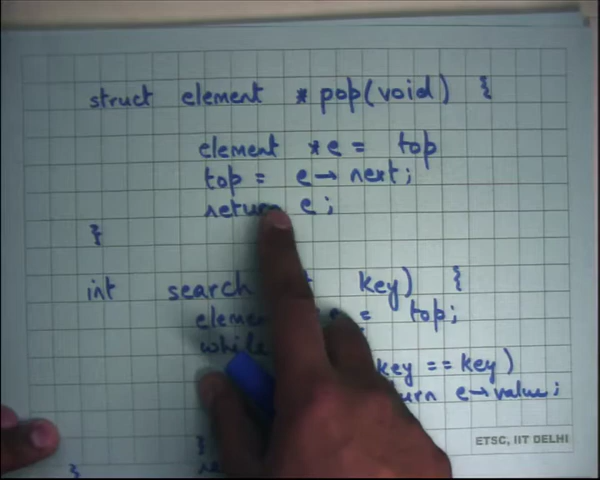 struct element * pop(void) {
element *e = top
top = e → next;
return e;
}
int search key) {
top;
while
key == key)
e→value;
}
}
ETSC, IIT DELHI